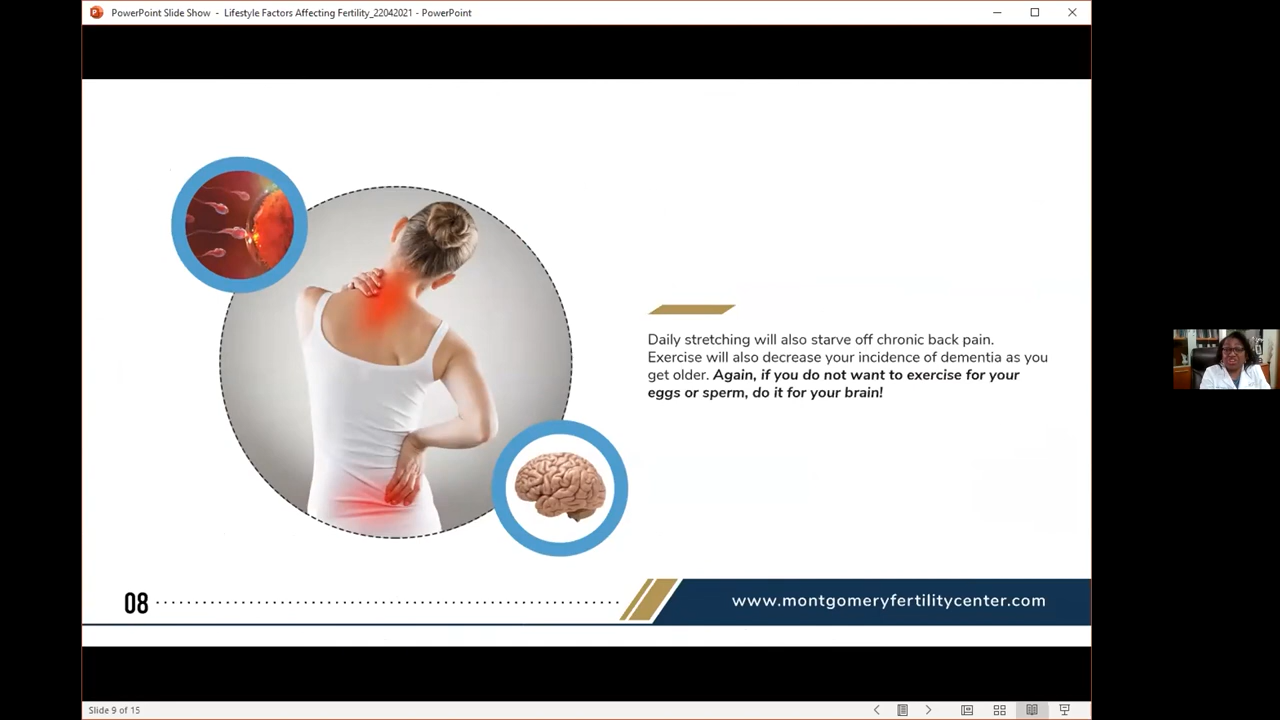 PowerPoint Slide Show - Lifestyle Factors Affecting Fertility_22042021 - PowerPoint
Daily stretching will also starve off chronic back pain.
Exercise will also decrease your incidence of dementia as you
get older. Again, if you do not want to exercise for your
eggs or sperm, do it for your brain!
08
www.montgomeryfertilitycenter.com
Slide 9 of 15